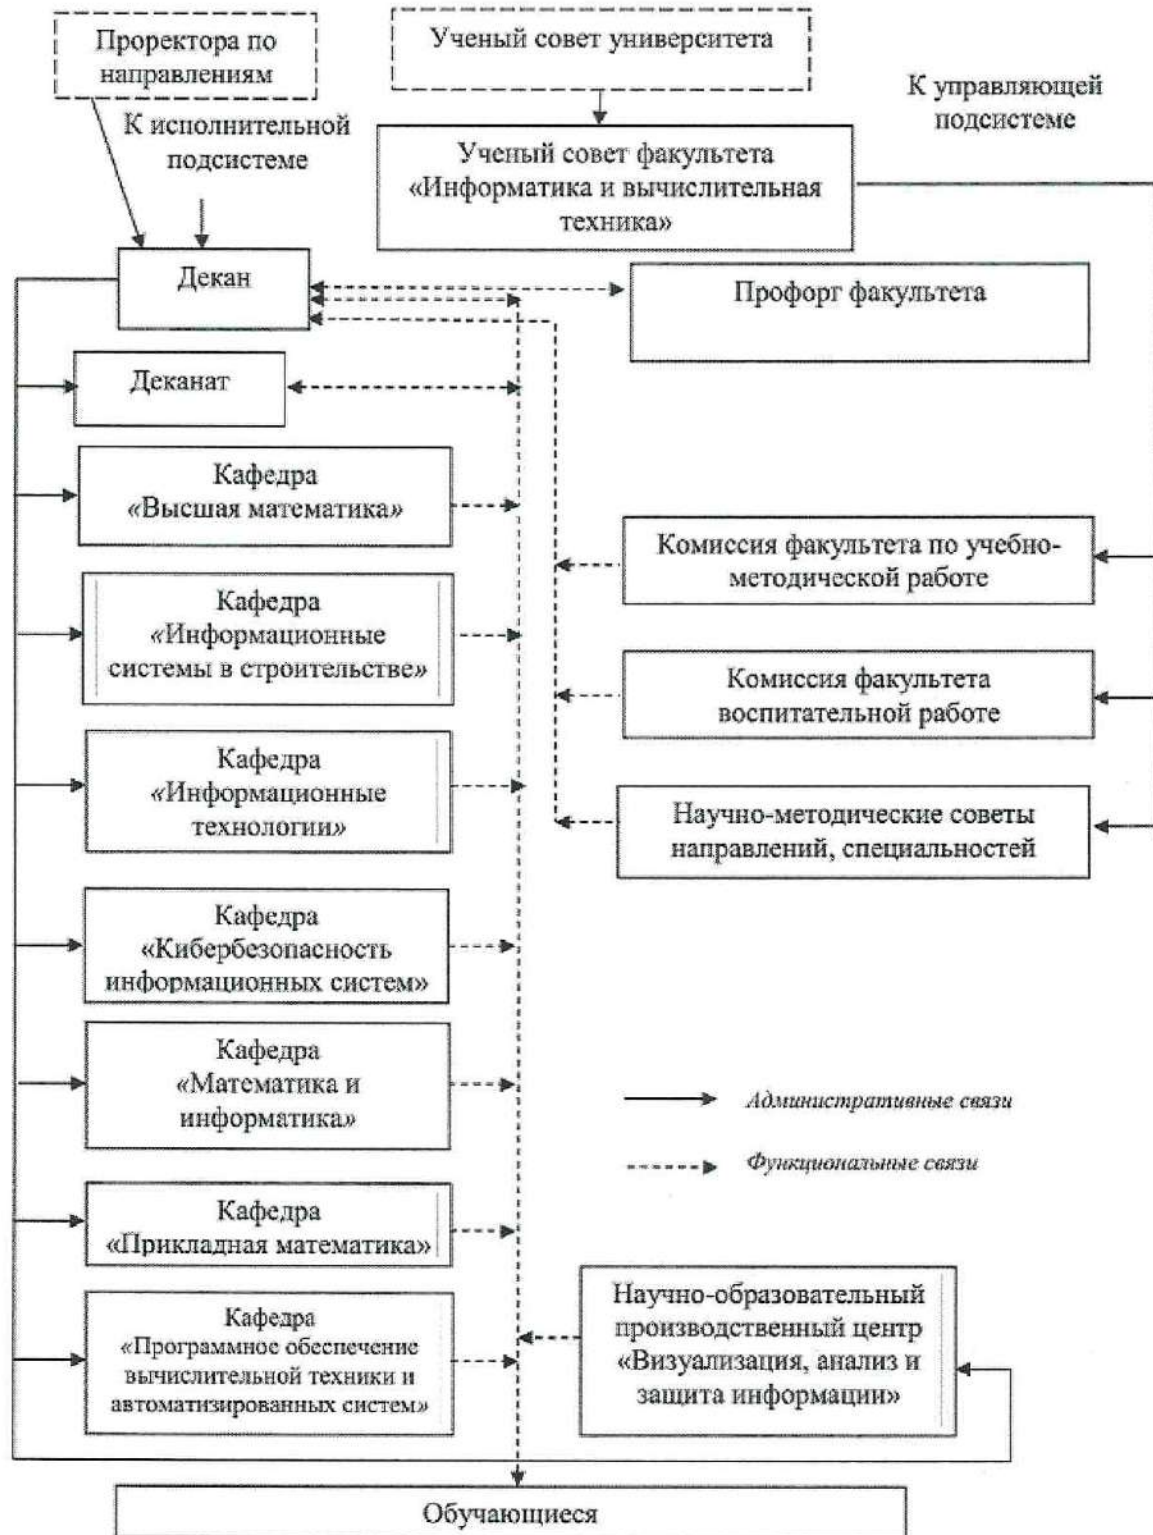 Проректора по
направлениям
Ученый совет университета
К управляющей
подсистеме
К исполнительной
подсистеме
Ученый совет факультета
«Информатика и вычислительная
техника»
Декан
Профорг факультета
Деканат
Кафедра
«Высшая математика»
Комиссия факультета по учебно-
методической работе
Кафедра
«Информационные
системы в строительстве»
Комиссия факультета
воспитательной работе
Кафедра
«Информационные
технологии»
Научно-методические советы
направлений, специальностей
Кафедра
«Кибербезопасность
информационных систем»
Кафедра
«Математика и
информатика»
Административные связи
Функциональные связи
Кафедра
«Прикладная математика»
Кафедра
«Программное обеспечение
вычислительной техники и
автоматизированных систем»
Научно-образовательный
производственный центр
«Визуализация, анализ и
защита информации»
Обучающиеся